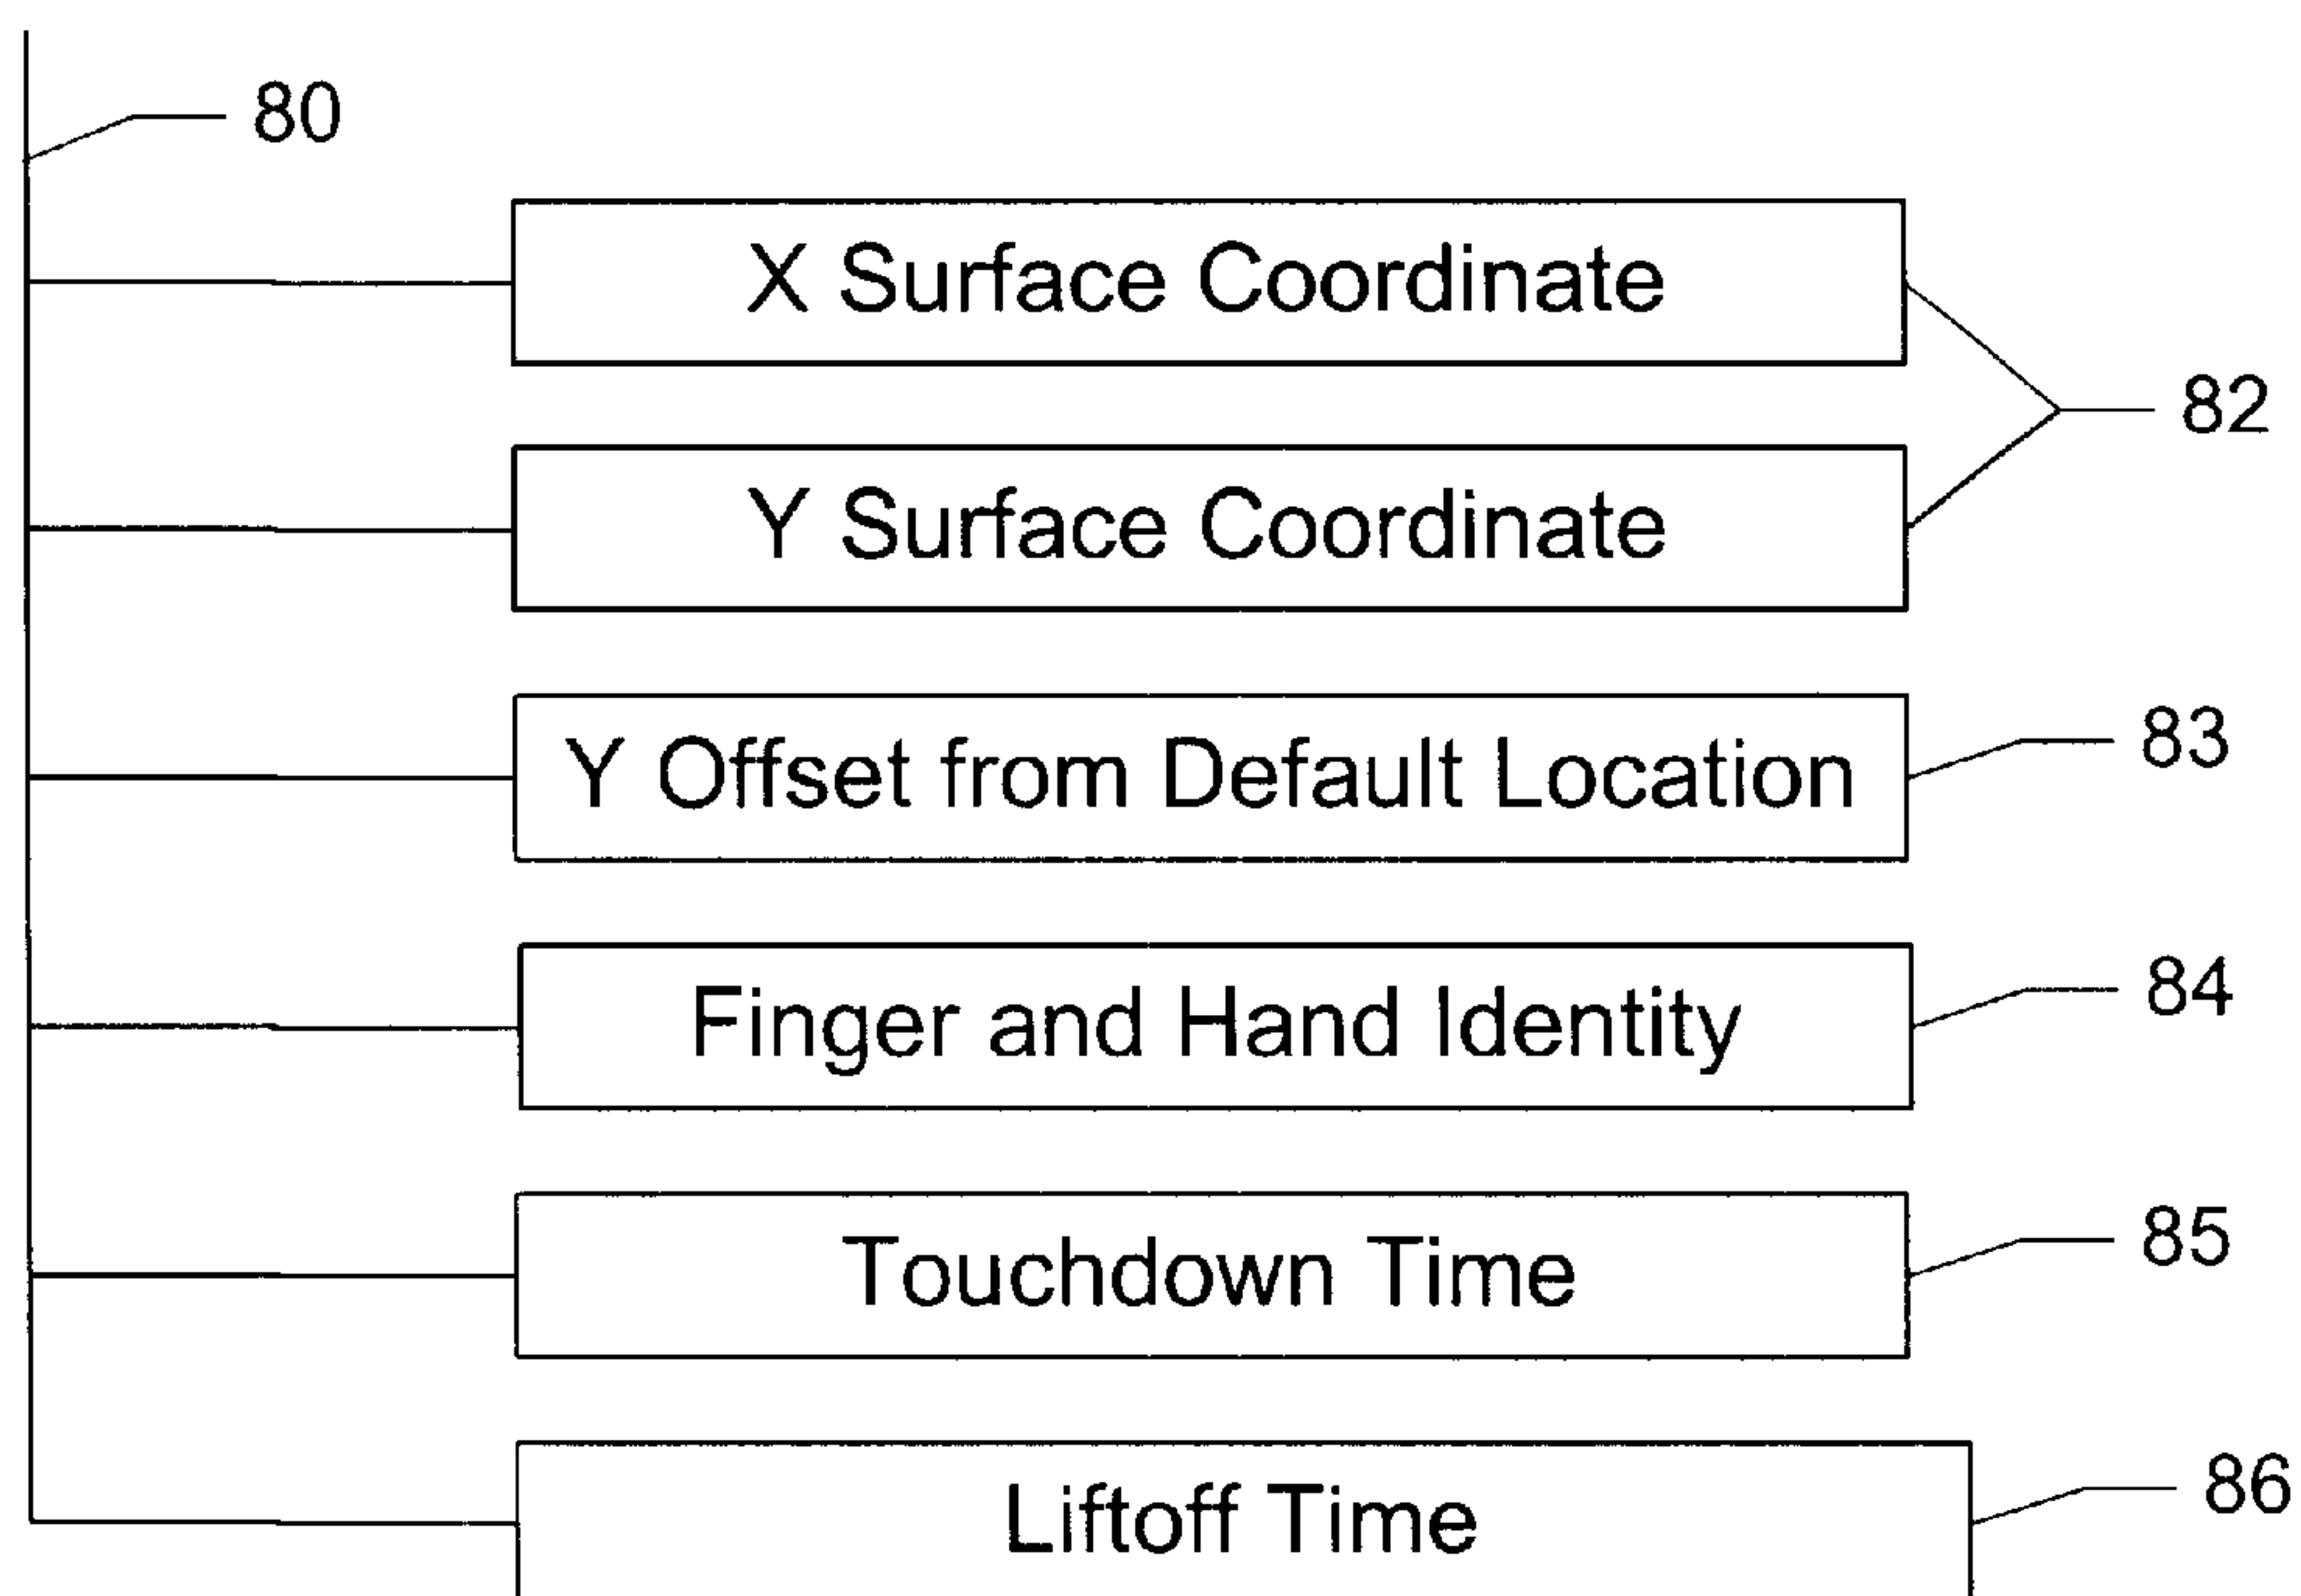 80
X Surface Coordinate
82
Y Surface Coordinate
Y Offset from Default Location
83
Finger and Hand Identity
84
Touchdown Time
85
Liftoff Time
86